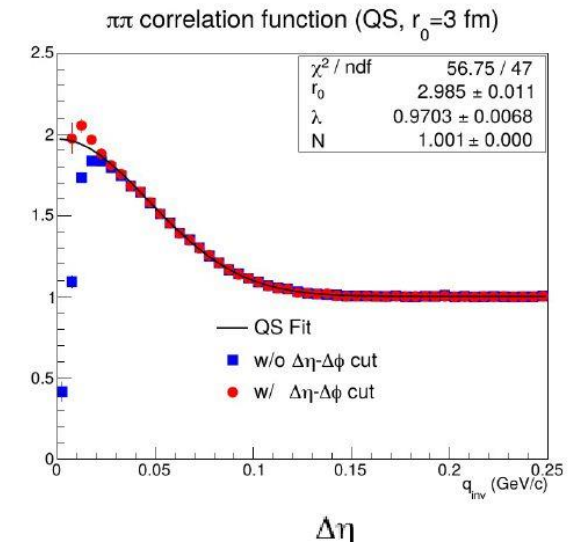 ππ correlation function (QS, r₀=3 fm)
χ² / ndf 56.75 / 47
r₀ 2.985 ± 0.011
λ 0.9703 ± 0.0068
N 1.001 ± 0.000
2.5
2
1.5
1
0.5
0
QS Fit
w/o Δη-Δϕ cut
w/ Δη-Δϕ cut
0 0.05 0.1 0.15 0.2 0.25
q_inv (GeV/c)
Δη